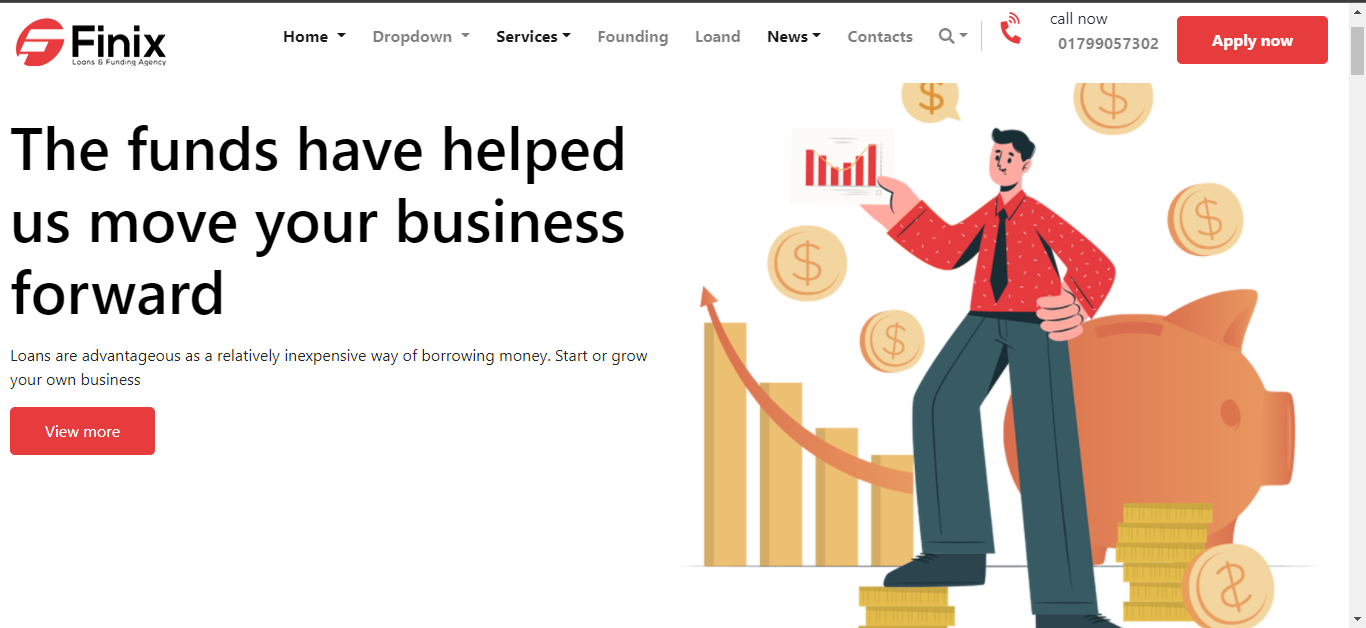 Finix
Loans & Funding Agency
Home
Dropdown
Services
Founding
Loand
News
Contacts
call now
01799057302
Apply now
The funds have helped
us move your business
forward
Loans are advantageous as a relatively inexpensive way of borrowing money. Start or grow
your own business
View more
$
$
$
$
$
$